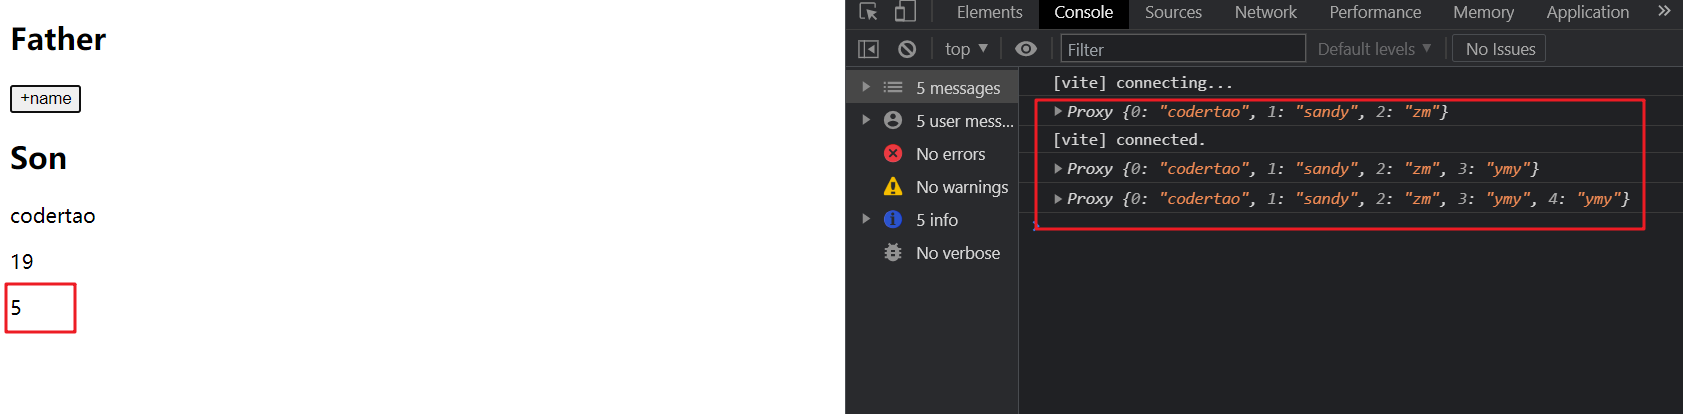 Father
+name
Son
codertao
19
5
Elements Console Sources Network Performance Memory Application »
top ▼ Filter Default levels ▼ No Issues
5 messages
5 user mess...
No errors
No warnings
5 info
No verbose
[vite] connecting...
Proxy {0: "codertao", 1: "sandy", 2: "zm"}
[vite] connected.
Proxy {0: "codertao", 1: "sandy", 2: "zm", 3: "ymy"}
Proxy {0: "codertao", 1: "sandy", 2: "zm", 3: "ymy", 4: "ymy"}